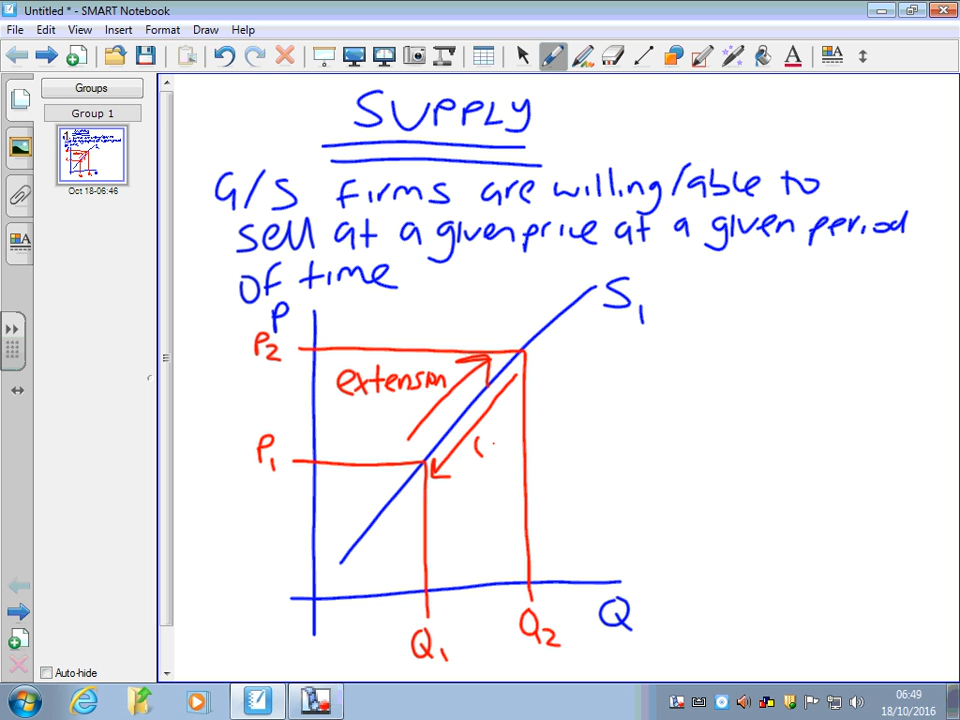 Untitled * - SMART Notebook
File Edit View Insert Format Draw Help
Groups
Group 1
Oct 18-06:46
SUPPLY
G/S firms are willing/able to
sell at a given price at a given period
of time
P
S1
P2
extension
(
P1
Q
Q1
Q2
Auto-hide
06:49
18/10/2016